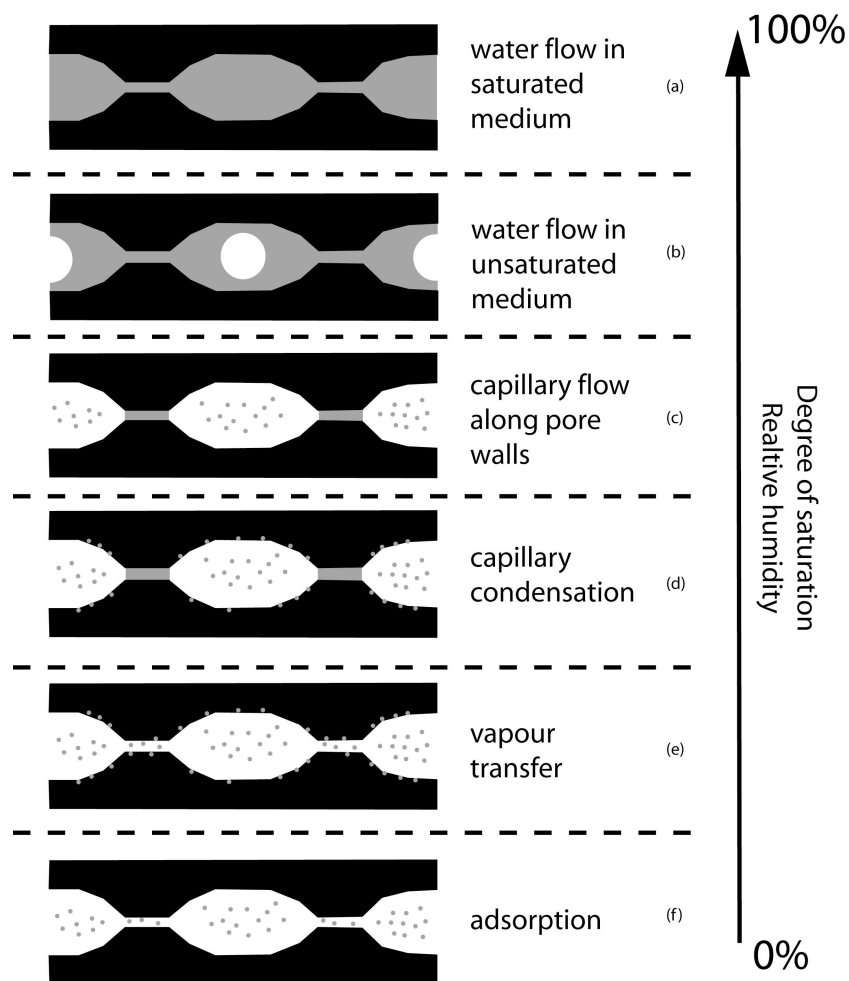 100%
water flow in
saturated
medium
(a)
water flow in
unsaturated
medium
(b)
capillary flow
along pore
walls
(c)
capillary
condensation
(d)
vapour
transfer
(e)
adsorption
(f)
Degree of saturation
Realtive humidity
0%